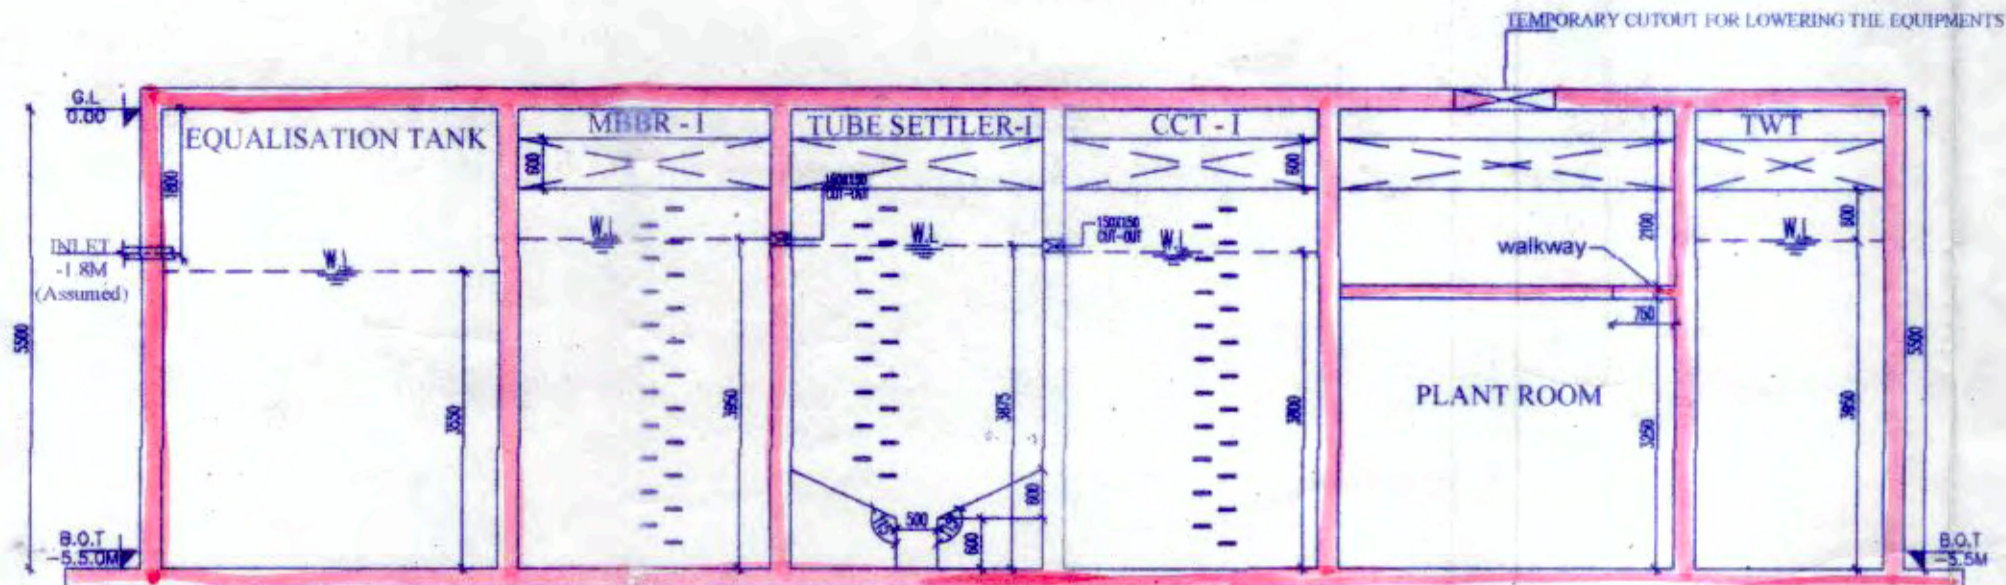 TEMPORARY CUTOUT FOR LOWERING THE EQUIPMENTS
G.L
0.00
EQUALISATION TANK
MBBR - I
TUBE SETTLER-I
CCT - I
TWT
1800
600
600
150X150
CUT-OUT
150X150
CUT-OUT
W.L
W.L
W.L
W.L
W.L
INLET
-1.8M
(Assumed)
walkway
2100
600
750
5500
5500
3550
3950
3875
3800
PLANT ROOM
3250
3950
500
600
600
B.O.T
-5.5.0M
B.O.T
-5.5M